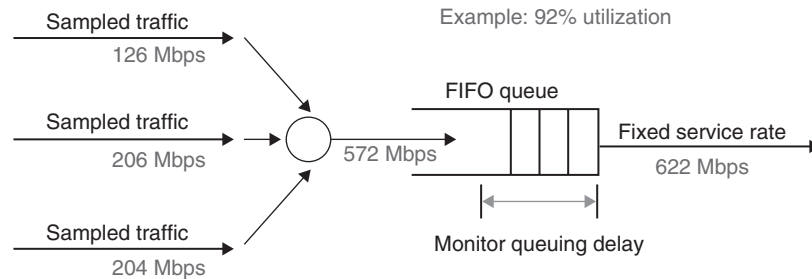 Example: 92% utilization
Sampled traffic
126 Mbps
Sampled traffic
206 Mbps
Sampled traffic
204 Mbps
572 Mbps
FIFO queue
Fixed service rate
622 Mbps
Monitor queuing delay